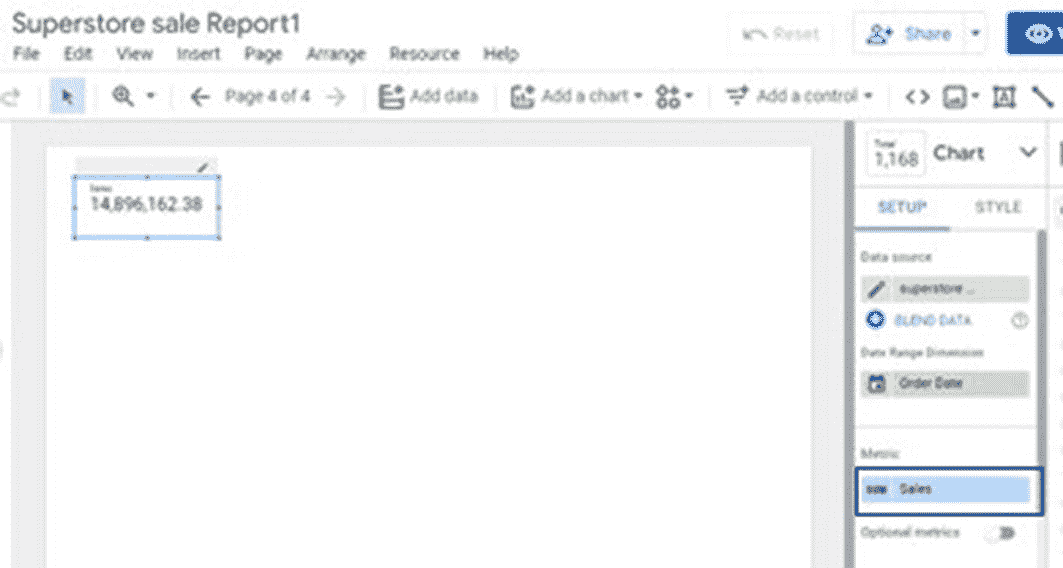 Superstore sale Report1
File Edit View Insert Page Arrange Resource Help
Reset
Share
Page 4 of 4
Add data
Add a chart
Add a control
Sales
14,896,162.38
Total
1,168
Chart
SETUP
STYLE
Data source
superstore ...
BLEND DATA
Date Range Dimension
Order Date
Metric
SUM Sales
Optional metrics